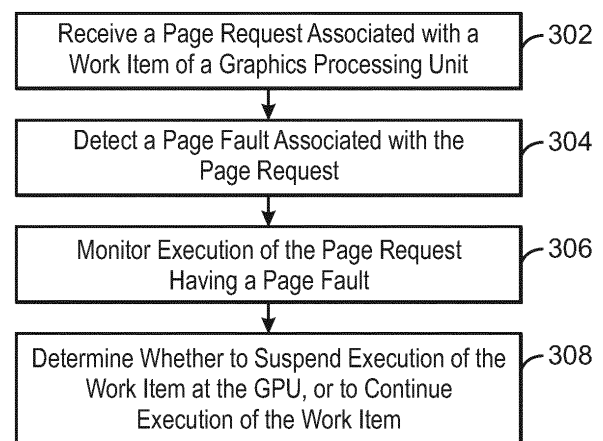 Receive a Page Request Associated with a
Work Item of a Graphics Processing Unit
302
Detect a Page Fault Associated with the
Page Request
304
Monitor Execution of the Page Request
Having a Page Fault
306
Determine Whether to Suspend Execution of the
Work Item at the GPU, or to Continue
Execution of the Work Item
308